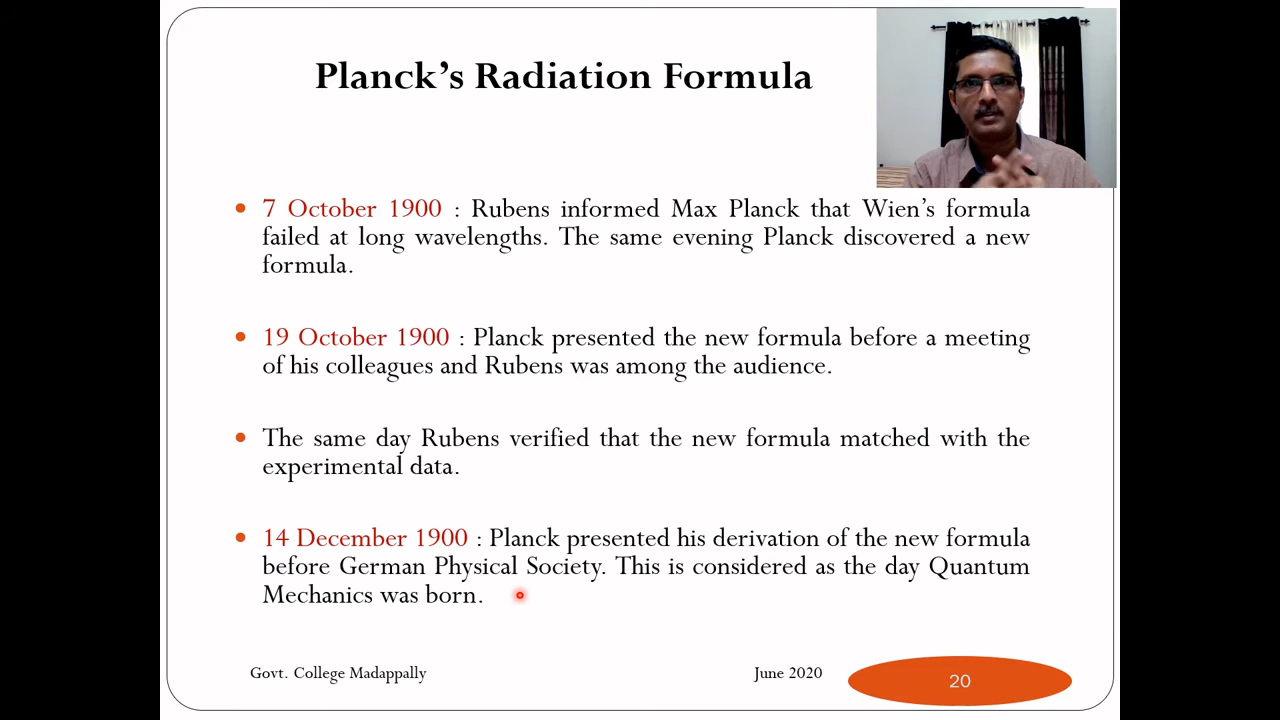 Planck’s Radiation Formula
• 7 October 1900 : Rubens informed Max Planck that Wien’s formula
failed at long wavelengths. The same evening Planck discovered a new
formula.
• 19 October 1900 : Planck presented the new formula before a meeting
of his colleagues and Rubens was among the audience.
• The same day Rubens verified that the new formula matched with the
experimental data.
• 14 December 1900 : Planck presented his derivation of the new formula
before German Physical Society. This is considered as the day Quantum
Mechanics was born.
Govt. College Madappally
June 2020
20